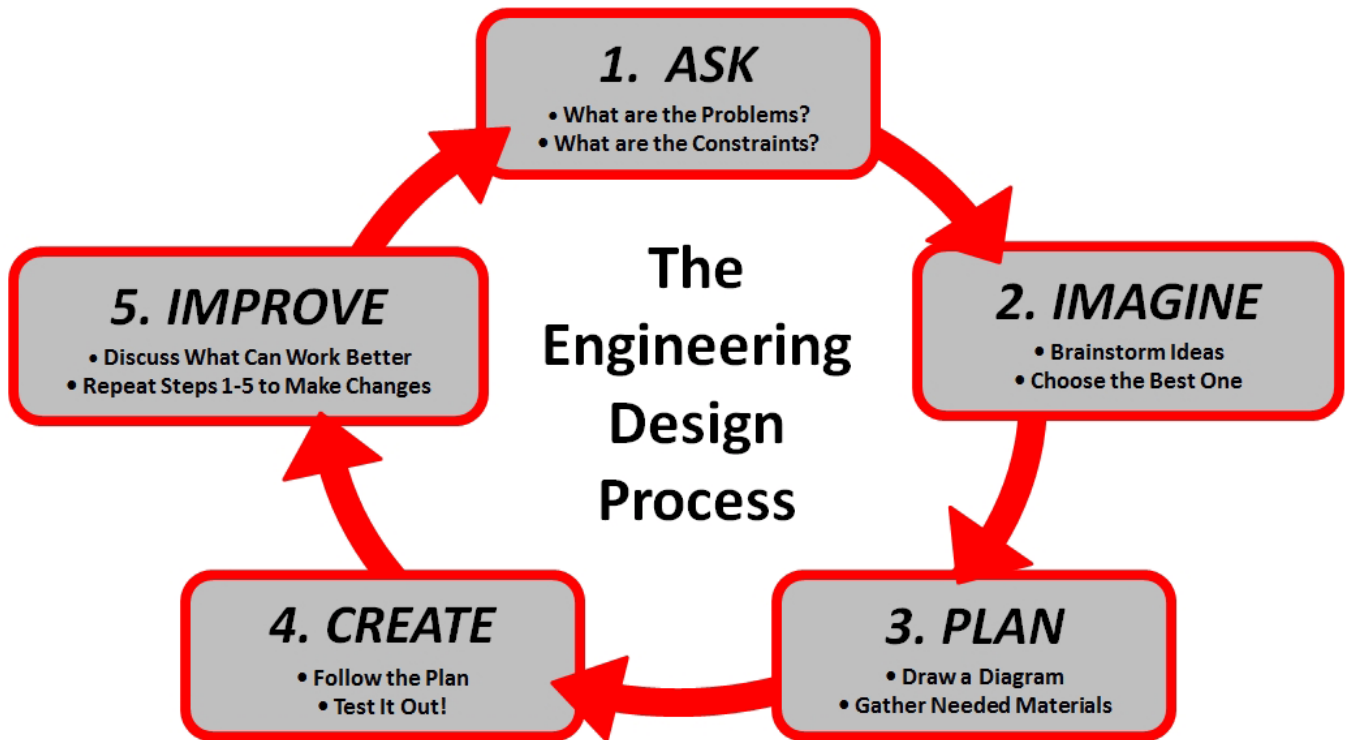 1. ASK
• What are the Problems?
• What are the Constraints?
2. IMAGINE
• Brainstorm Ideas
• Choose the Best One
3. PLAN
• Draw a Diagram
• Gather Needed Materials
4. CREATE
• Follow the Plan
• Test It Out!
5. IMPROVE
• Discuss What Can Work Better
• Repeat Steps 1-5 to Make Changes
The
Engineering
Design
Process